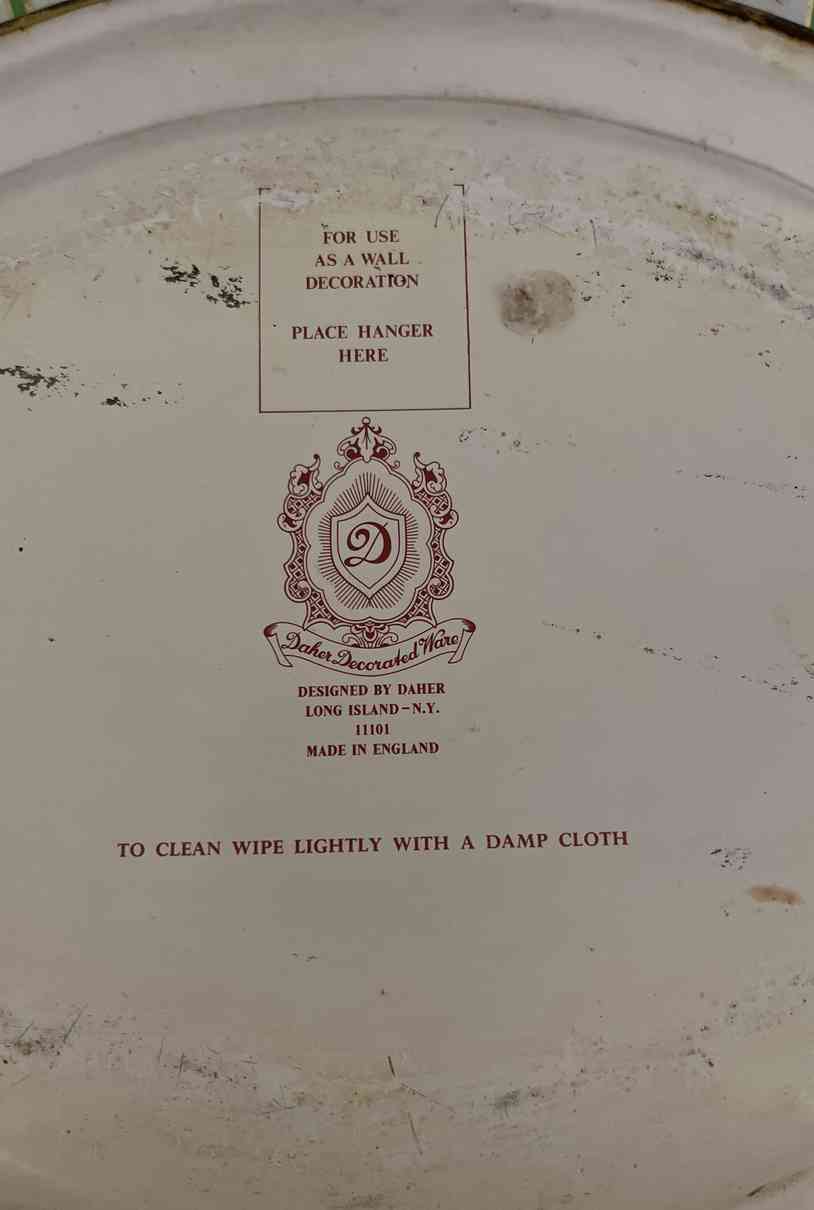 FOR USE
AS A WALL
DECORATION
PLACE HANGER
HERE
D
Daher Decorated Ware
DESIGNED BY DAHER
LONG ISLAND-N.Y.
11101
MADE IN ENGLAND
TO CLEAN WIPE LIGHTLY WITH A DAMP CLOTH